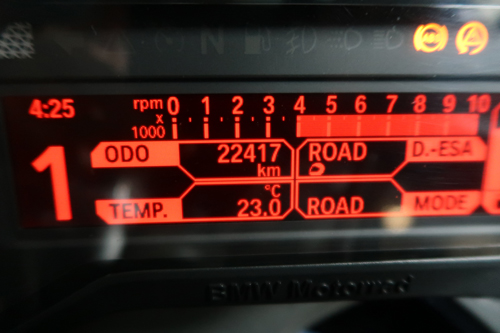 N
ABS
4:25
rpm 0 1 2 3 4 5 6 7 8 9 10
x
1000
1
ODO 22417 km
ROAD D.-ESA
TEMP. °C 23.0
ROAD MODE
BMW Motorrad